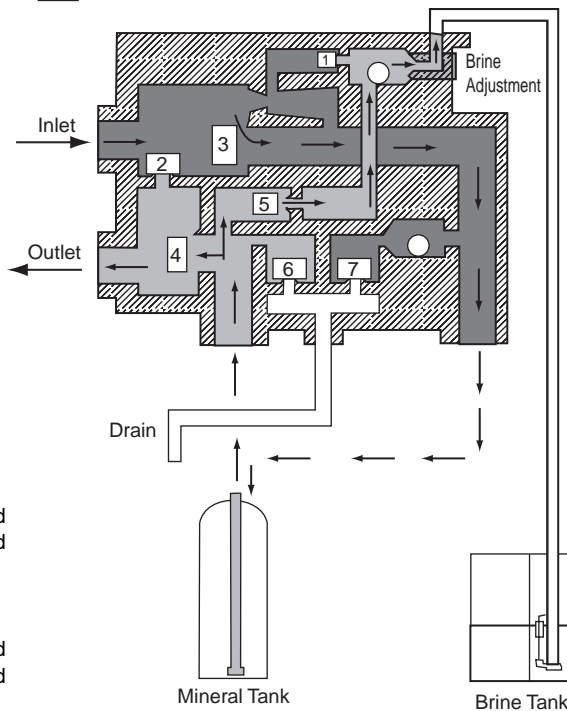 1
Brine
Adjustment
Inlet
3
2
5
Outlet
4
6
7
Drain
d
d
d
d
Mineral Tank
Brine Tank